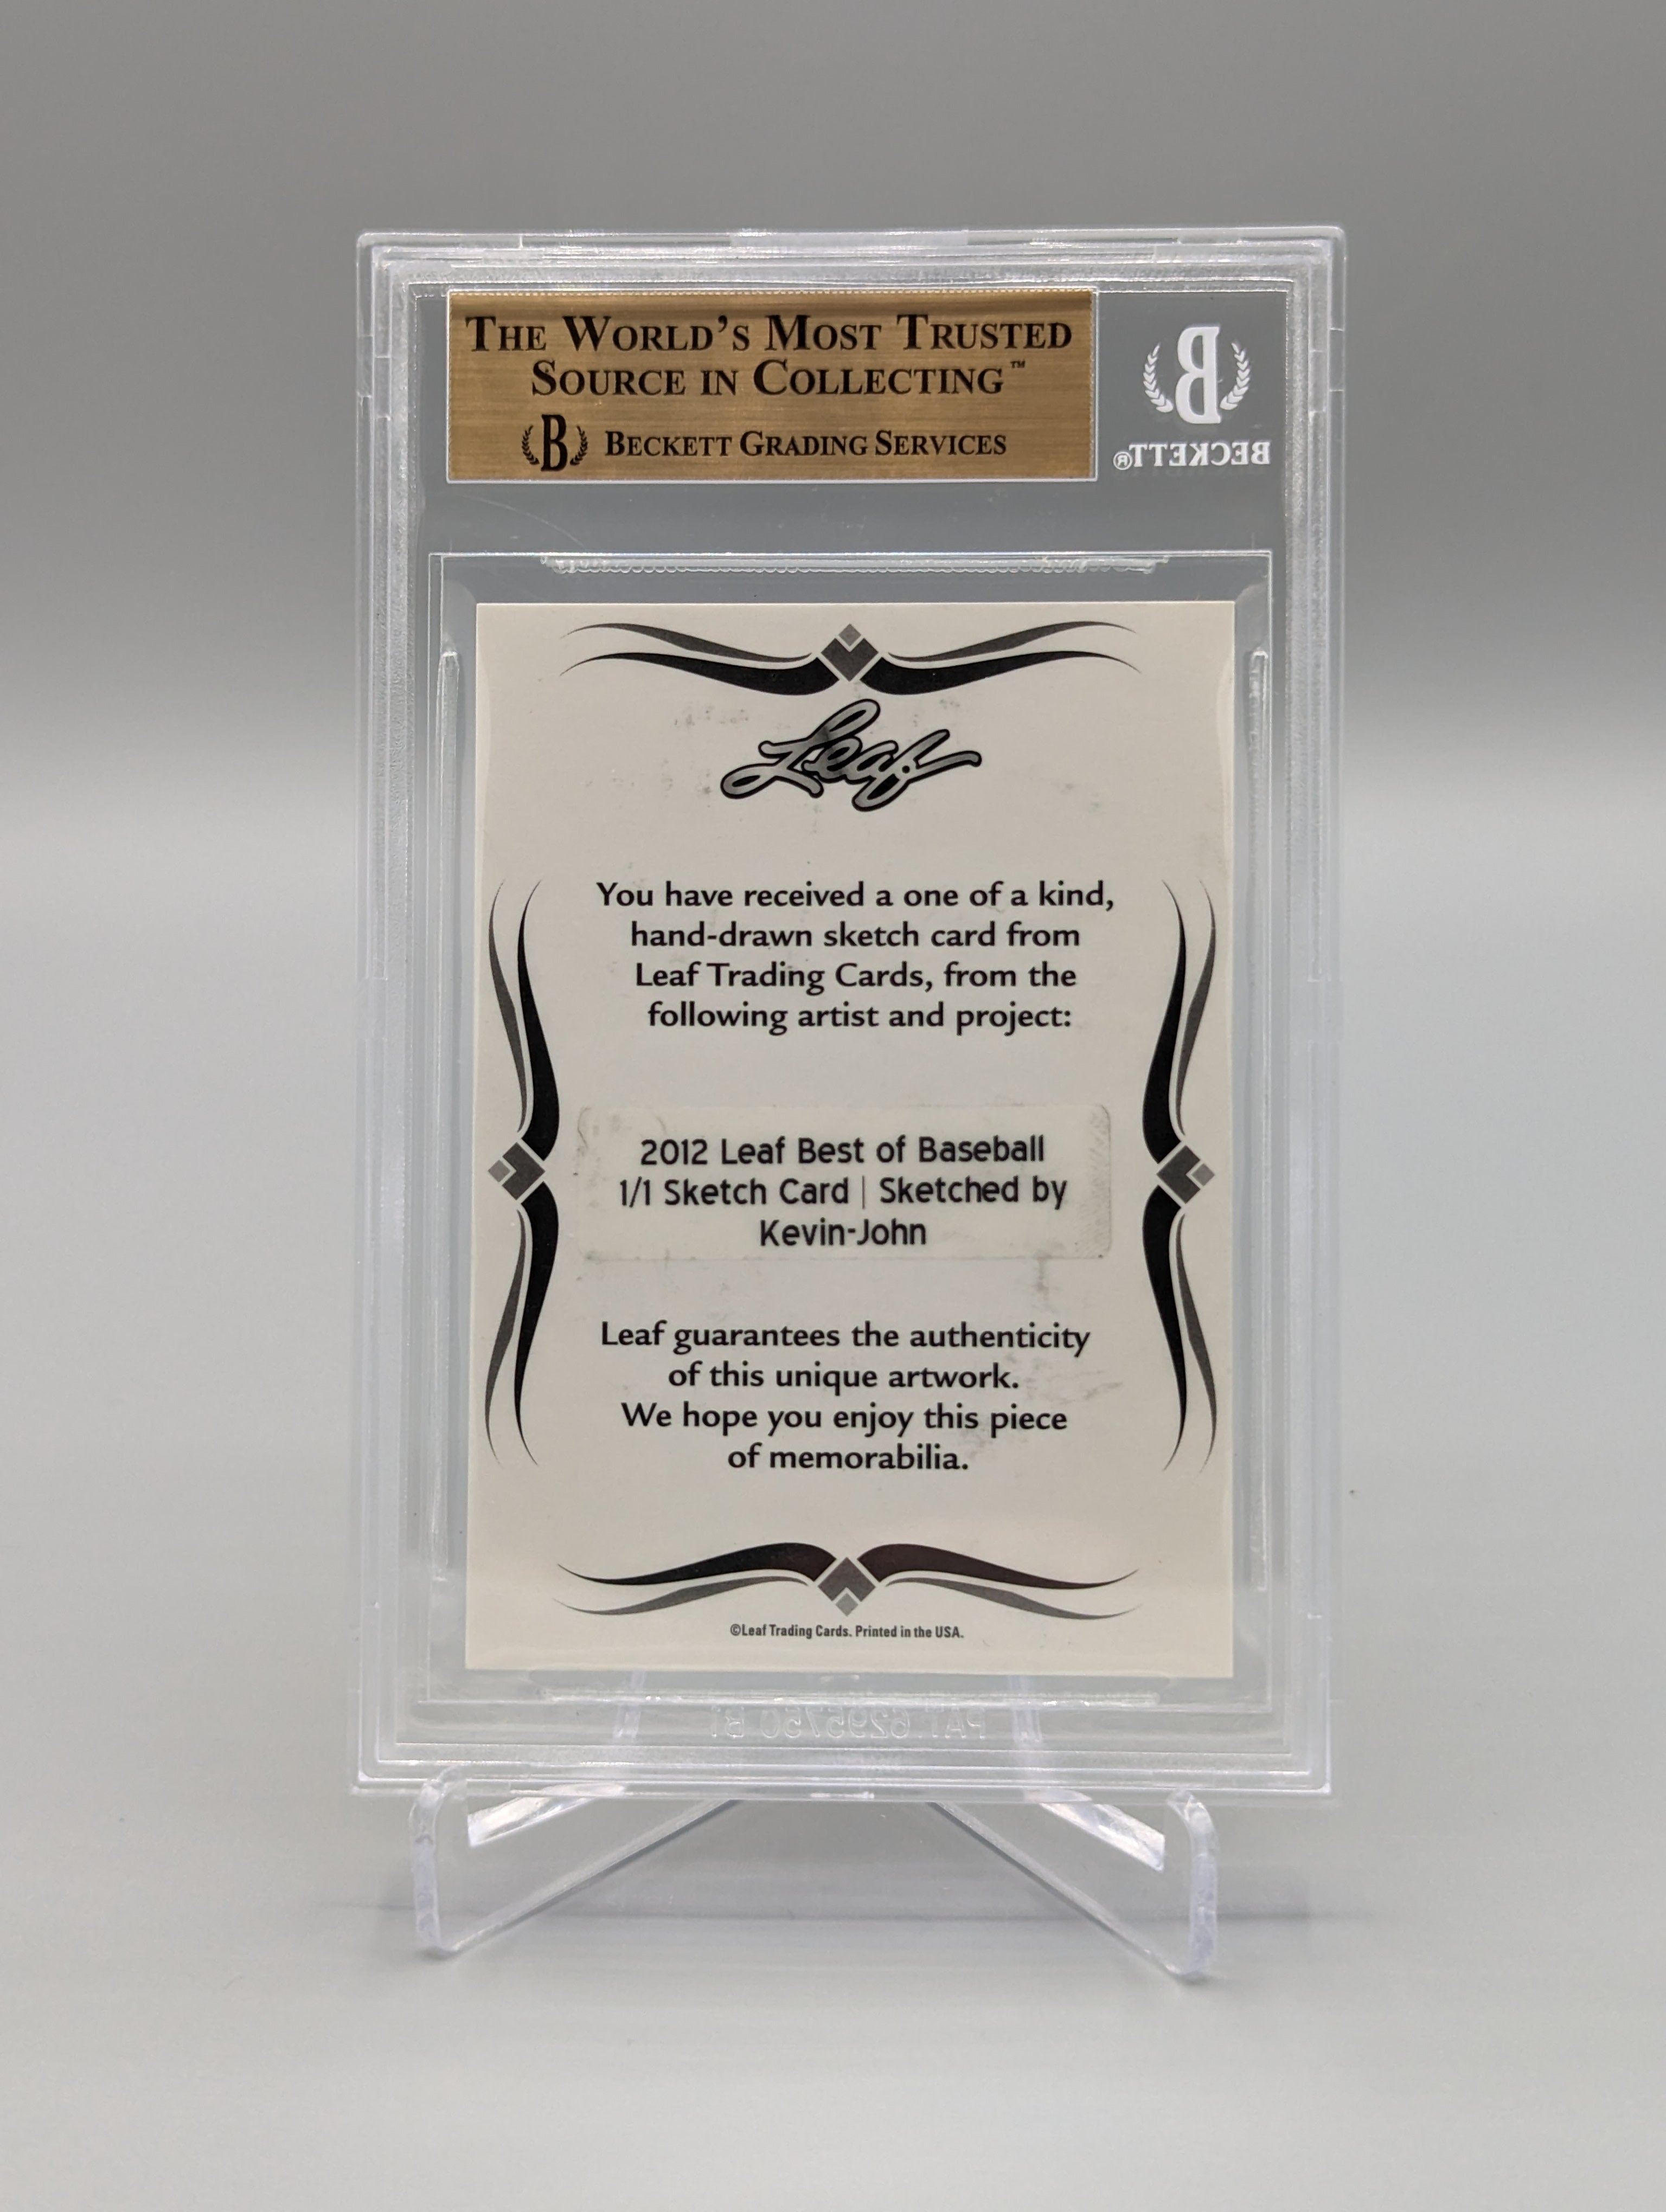 THE WORLD'S MOST TRUSTED
SOURCE IN COLLECTING™
B BECKETT GRADING SERVICES
B
BECKETT®
Leaf
You have received a one of a kind,
hand-drawn sketch card from
Leaf Trading Cards, from the
following artist and project:
2012 Leaf Best of Baseball
1/1 Sketch Card | Sketched by
Kevin-John
Leaf guarantees the authenticity
of this unique artwork.
We hope you enjoy this piece
of memorabilia.
©Leaf Trading Cards. Printed in the USA.
PAT 6295750 B1